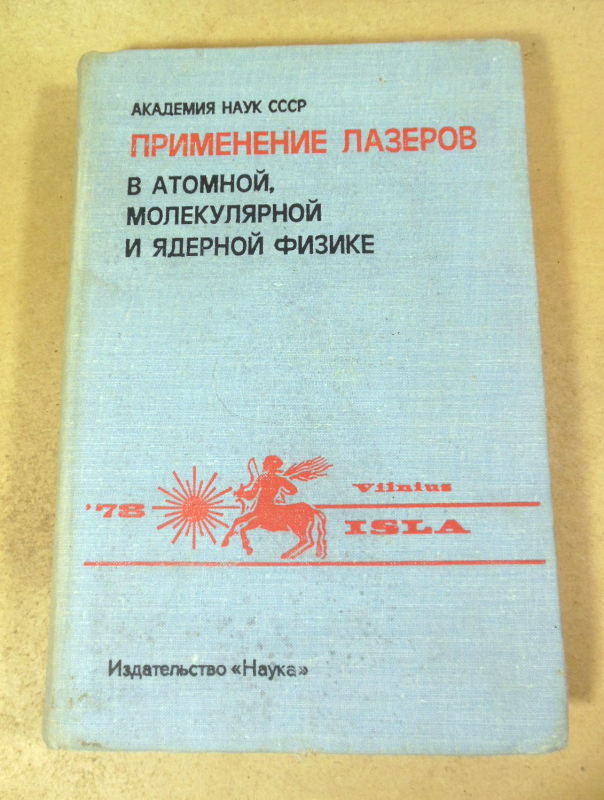 АКАДЕМИЯ НАУК СССР
ПРИМЕНЕНИЕ ЛАЗЕРОВ
В АТОМНОЙ,
МОЛЕКУЛЯРНОЙ
И ЯДЕРНОЙ ФИЗИКЕ
'78 Vilnius
ISLA
Издательство «Наука»